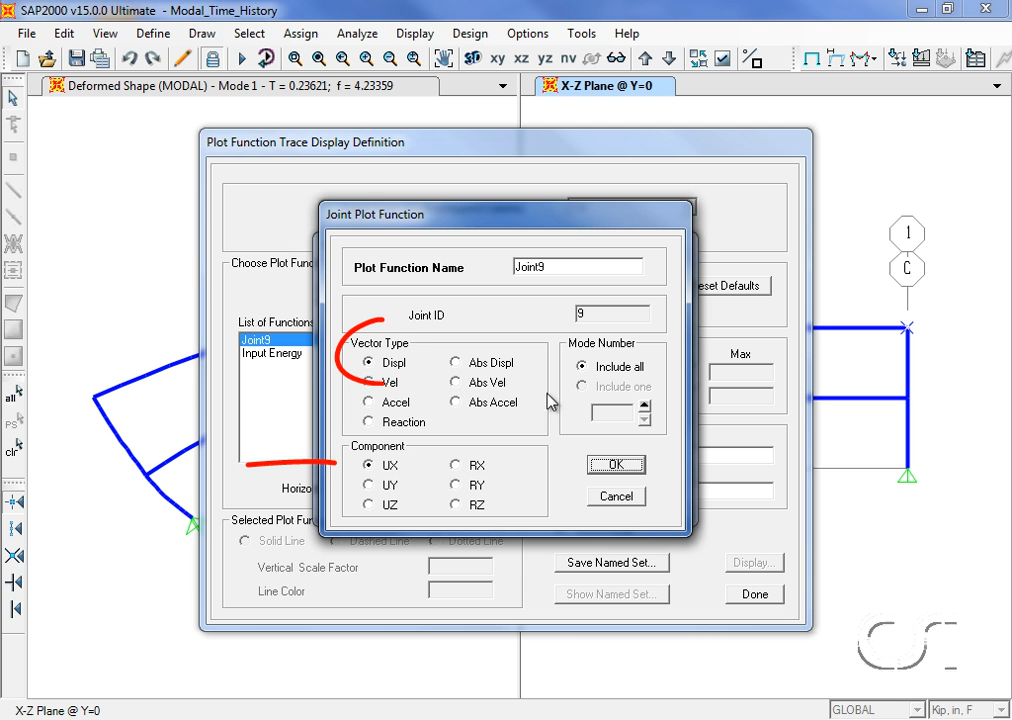 SAP2000 v15.0.0 Ultimate - Modal_Time_History
File Edit View Define Draw Select Assign Analyze Display Design Options Tools Help
3D xy xz yz nv
Deformed Shape (MODAL) - Mode 1 - T = 0.23621; f = 4.23359
X-Z Plane @ Y=0
Plot Function Trace Display Definition
Joint Plot Function
Choose Plot Func
Plot Function Name Joint9
eset Defaults
Joint ID 9
List of Functions
Joint9
Input Energy
Vector Type
Displ
Abs Displ
Vel
Abs Vel
Accel
Abs Accel
Reaction
Mode Number
Include all
Include one
Max
Component
UX
RX
UY
RY
UZ
RZ
OK
Cancel
Horizo
Selected Plot Fun
Solid Line
Dashed Line
Dotted Line
Vertical Scale Factor
Line Color
Save Named Set...
Display...
Show Named Set...
Done
1
C
all
PS
clr
CSI
X-Z Plane @ Y=0
GLOBAL
Kip, in, F